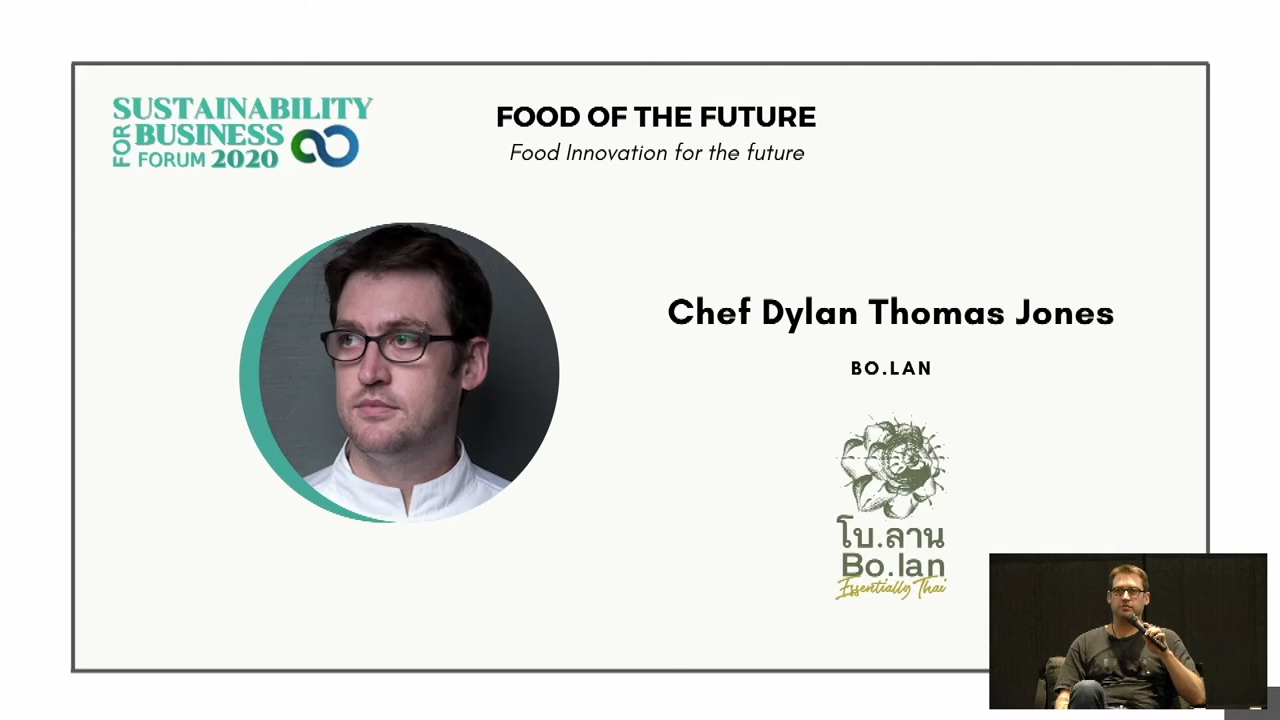 SUSTAINABILITY
FOR BUSINESS
FORUM 2020
FOOD OF THE FUTURE
Food Innovation for the future
Chef Dylan Thomas Jones
BO.LAN
โบ.ลาน
Bo.lan
Essentially Thai